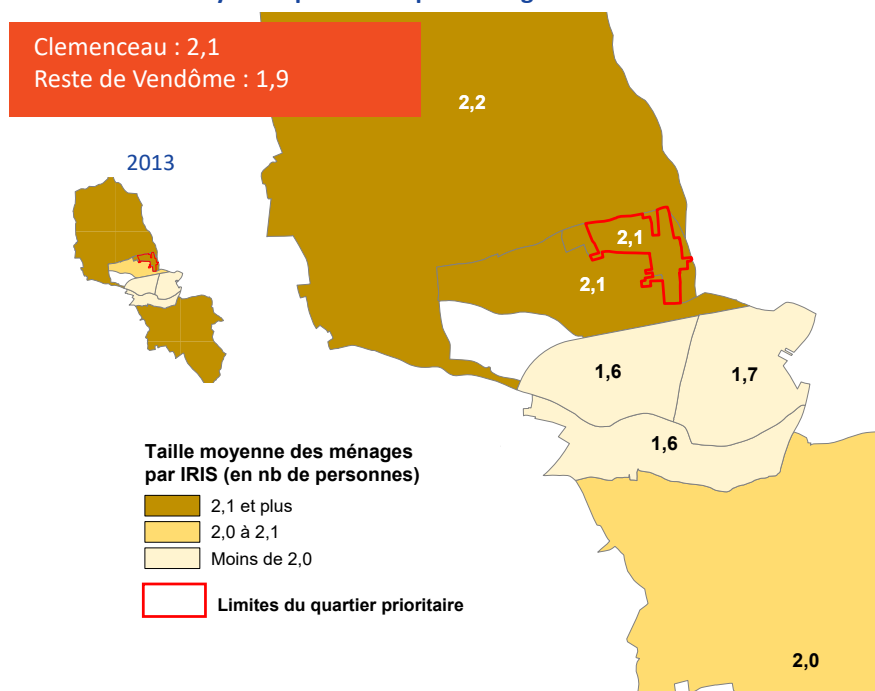 Clemenceau : 2,1
Reste de Vendôme : 1,9
2,2
2013
2,1
2,1
1,6
1,7
1,6
Taille moyenne des ménages
par IRIS (en nb de personnes)
2,1 et plus
2,0 à 2,1
Moins de 2,0
Limites du quartier prioritaire
2,0